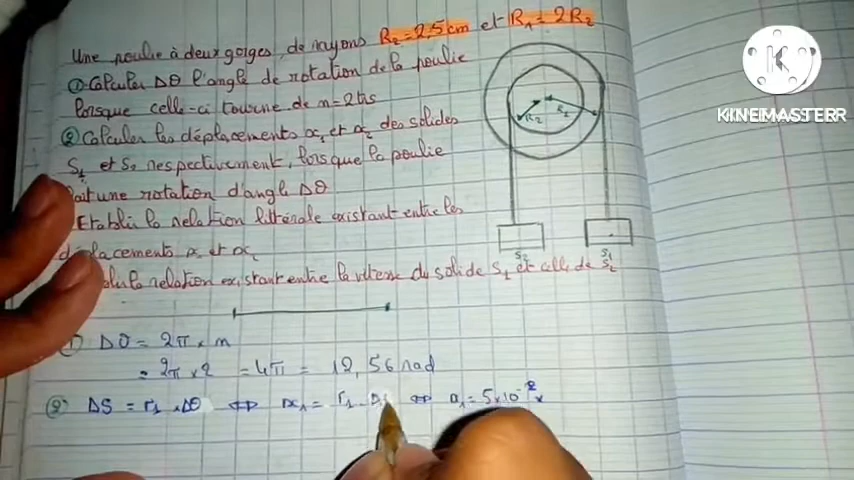 Une poulie à deux gorges, de rayons R₂ = 2,5 cm et R₁ = 2R₂
① Calculer Δθ l'angle de rotation de la poulie
lorsque celle-ci tourne de n = 2 trs
② Calculer les déplacements x₁ et x₂ des solides
S₁ et S₂ respectivement, lorsque la poulie
fait une rotation d'angle Δθ
Etablir la relation littérale existant entre les
déplacements x₁ et x₂
la relation existant entre la vitesse du solide S₁ et celle de S₂
R₂
S₂
S₁
① Δθ = 2π × n
= 2π × 2 = 4π = 12,56 rad
② ΔS = r₁ × Δθ ⇔ x₁ = r₁ . ⇔ = 5 × 10⁻² ×
K
KINEMASTER